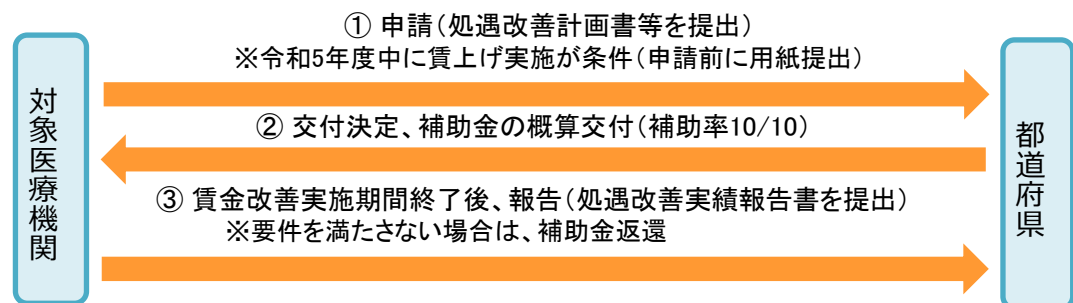 ① 申請（処遇改善計画書等を提出）
※令和5年度中に賃上げ実施が条件（申請前に用紙提出）
対象医療機関
② 交付決定、補助金の概算交付（補助率10/10）
都道府県
③ 賃金改善実施期間終了後、報告（処遇改善実績報告書を提出）
※要件を満たさない場合は、補助金返還